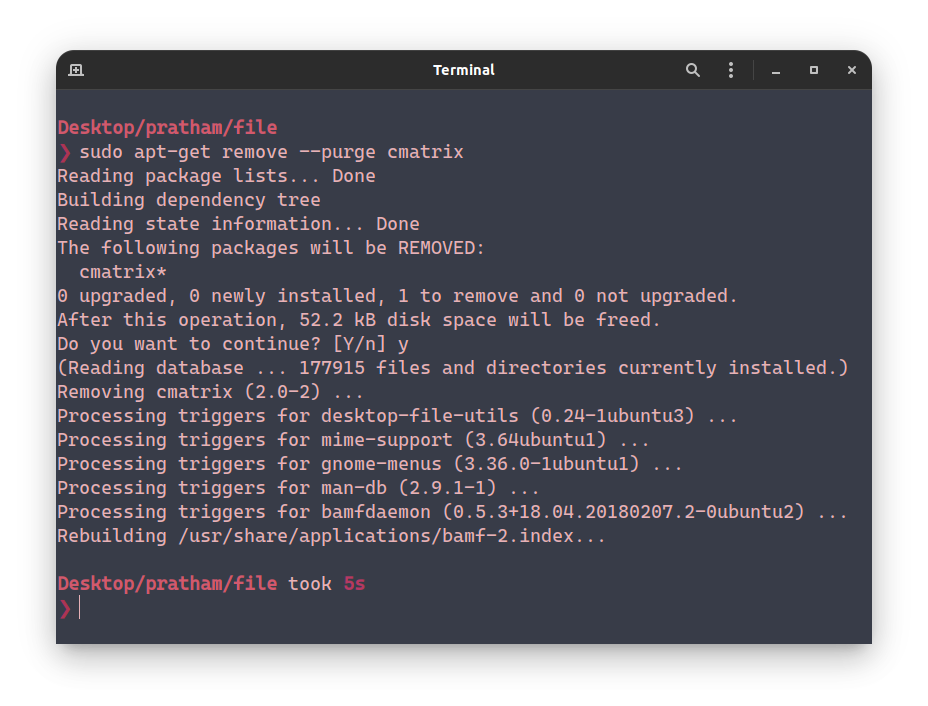 Terminal
Desktop/pratham/file
❯ sudo apt-get remove --purge cmatrix
Reading package lists... Done
Building dependency tree
Reading state information... Done
The following packages will be REMOVED:
  cmatrix*
0 upgraded, 0 newly installed, 1 to remove and 0 not upgraded.
After this operation, 52.2 kB disk space will be freed.
Do you want to continue? [Y/n] y
(Reading database ... 177915 files and directories currently installed.)
Removing cmatrix (2.0-2) ...
Processing triggers for desktop-file-utils (0.24-1ubuntu3) ...
Processing triggers for mime-support (3.64ubuntu1) ...
Processing triggers for gnome-menus (3.36.0-1ubuntu1) ...
Processing triggers for man-db (2.9.1-1) ...
Processing triggers for bamfdaemon (0.5.3+18.04.20180207.2-0ubuntu2) ...
Rebuilding /usr/share/applications/bamf-2.index...
Desktop/pratham/file took 5s
❯